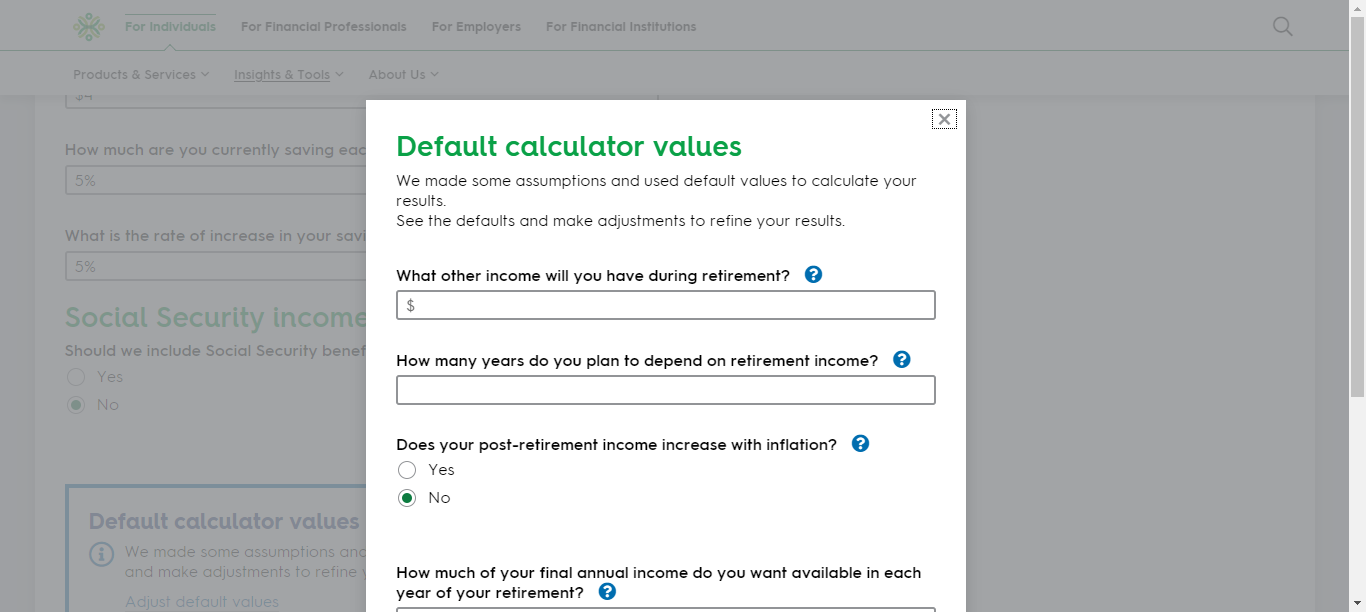 For Individuals
For Financial Professionals
For Employers
For Financial Institutions
Products & Services
Insights & Tools
About Us
How much are you currently saving eac
5%
What is the rate of increase in your savi
5%
Social Security income
Should we include Social Security benef
Yes
No
Default calculator values
We made some assumptions and
and make adjustments to refine y
Adjust default values
Default calculator values
We made some assumptions and used default values to calculate your
results.
See the defaults and make adjustments to refine your results.
What other income will you have during retirement? ?
$
How many years do you plan to depend on retirement income? ?
Does your post-retirement income increase with inflation? ?
Yes
No
How much of your final annual income do you want available in each
year of your retirement? ?